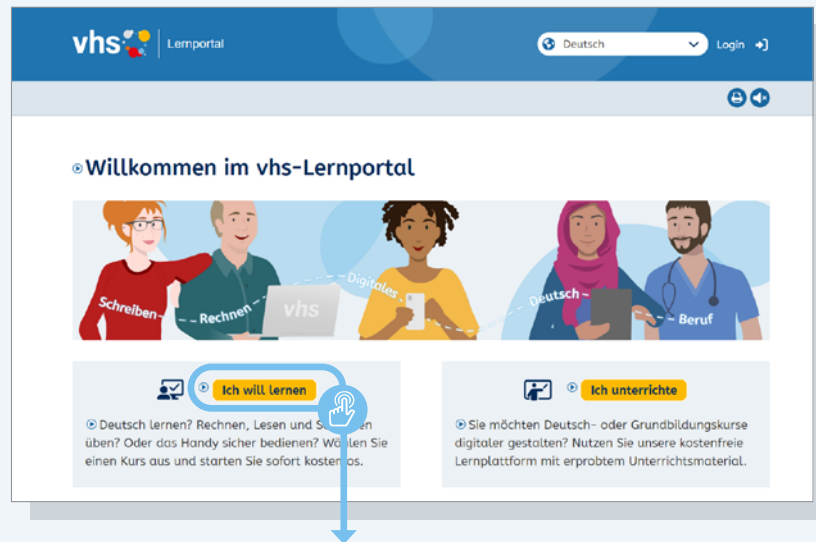 vhs Lernportal
Deutsch
Login
Willkommen im vhs-Lernportal
Schreiben
Rechnen
vhs
Digitales
Deutsch
Beruf
Ich will lernen
Deutsch lernen? Rechnen, Lesen und
üben? Oder das Handy sicher bedienen? Wählen Sie
einen Kurs aus und starten Sie sofort kostenlos.
Ich unterrichte
Sie möchten Deutsch- oder Grundbildungskurse
digitaler gestalten? Nutzen Sie unsere kostenfreie
Lernplattform mit erprobtem Unterrichtsmaterial.